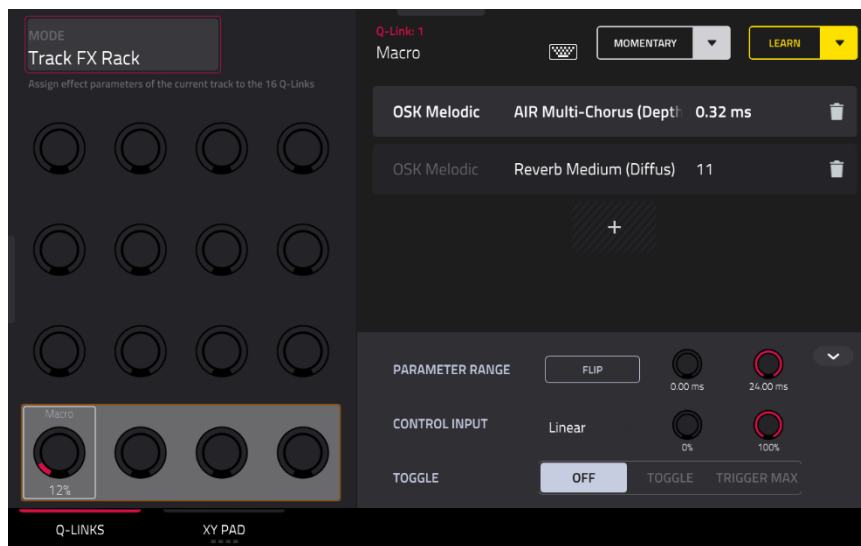 MODE
Track FX Rack
Assign effect parameters of the current track to the 16 Q-Links
Macro
12%
Q-LINKS
XY PAD
Q-Link: 1
Macro
MOMENTARY
LEARN
OSK Melodic AIR Multi-Chorus (Depth 0.32 ms
OSK Melodic Reverb Medium (Diffus) 11
+
PARAMETER RANGE FLIP 0.00 ms 24.00 ms
CONTROL INPUT Linear 0% 100%
TOGGLE OFF TOGGLE TRIGGER MAX